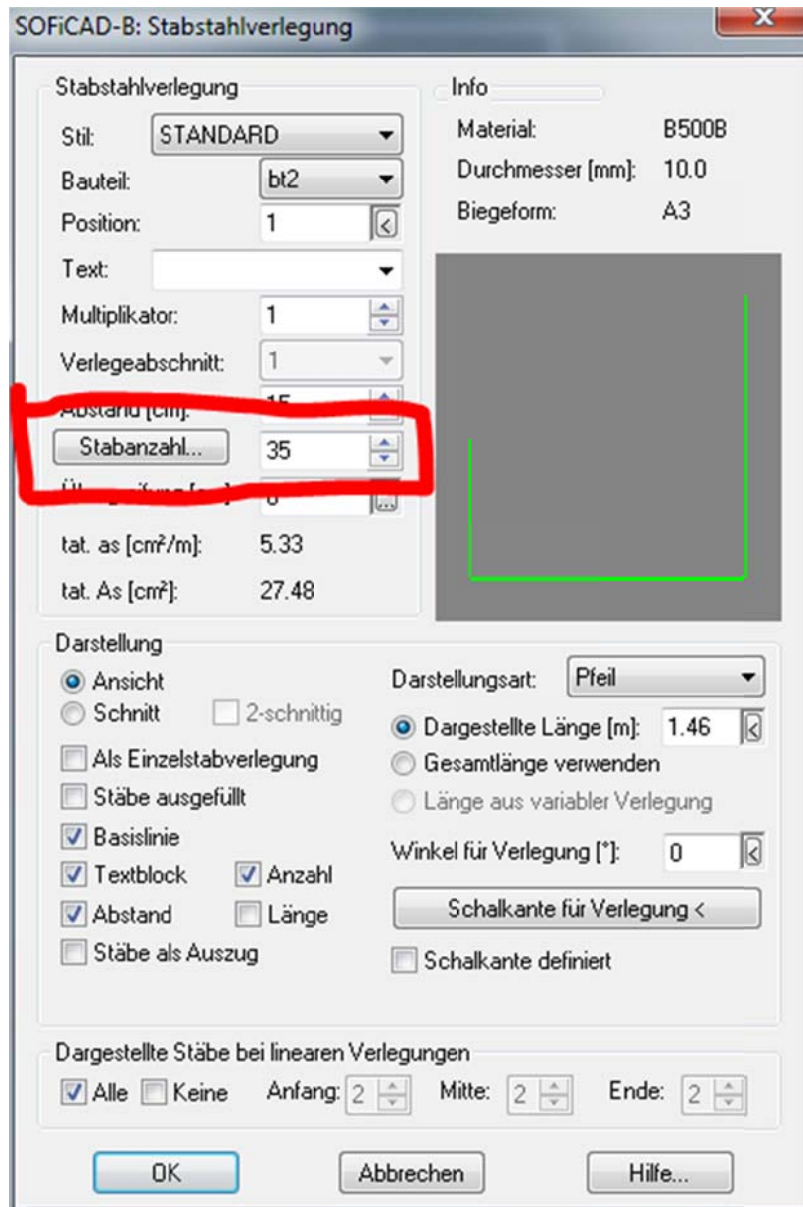 SOFiCAD-B: Stabstahlverlegung
Stabstahlverlegung
Stil: STANDARD
Bauteil: bt2
Position: 1 <
Text:
Multiplikator: 1
Verlegeabschnitt: 1
Abstand [cm]: 15
Stabanzahl... 35
tat. as [cm²/m]: 5.33
tat. As [cm²]: 27.48
Info
Material: B500B
Durchmesser [mm]: 10.0
Biegeform: A3
Darstellung
Ansicht
Schnitt 2-schnittig
Als Einzelstabverlegung
Stäbe ausgefüllt
Basislinie
Textblock Anzahl
Abstand Länge
Stäbe als Auszug
Darstellungsart: Pfeil
Dargestellte Länge [m]: 1.46 <
Gesamtlänge verwenden
Länge aus variabler Verlegung
Winkel für Verlegung [°]: 0 <
Schalkante für Verlegung <
Schalkante definiert
Dargestellte Stäbe bei linearen Verlegungen
Alle Keine Anfang: 2 Mitte: 2 Ende: 2
OK Abbrechen Hilfe...